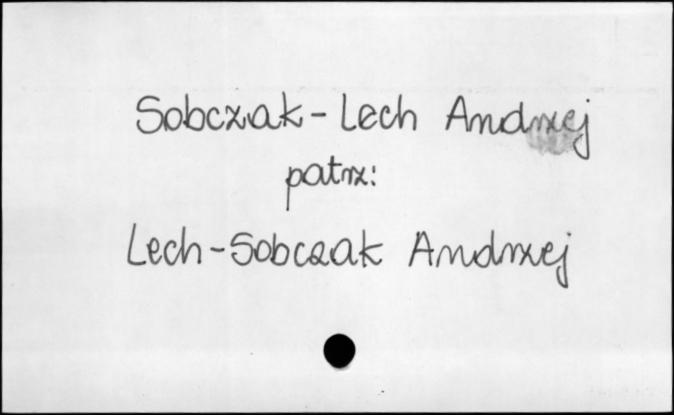 Sobczak-Lech Andrzej
patrz:
Lech-Sobczak Andrzej